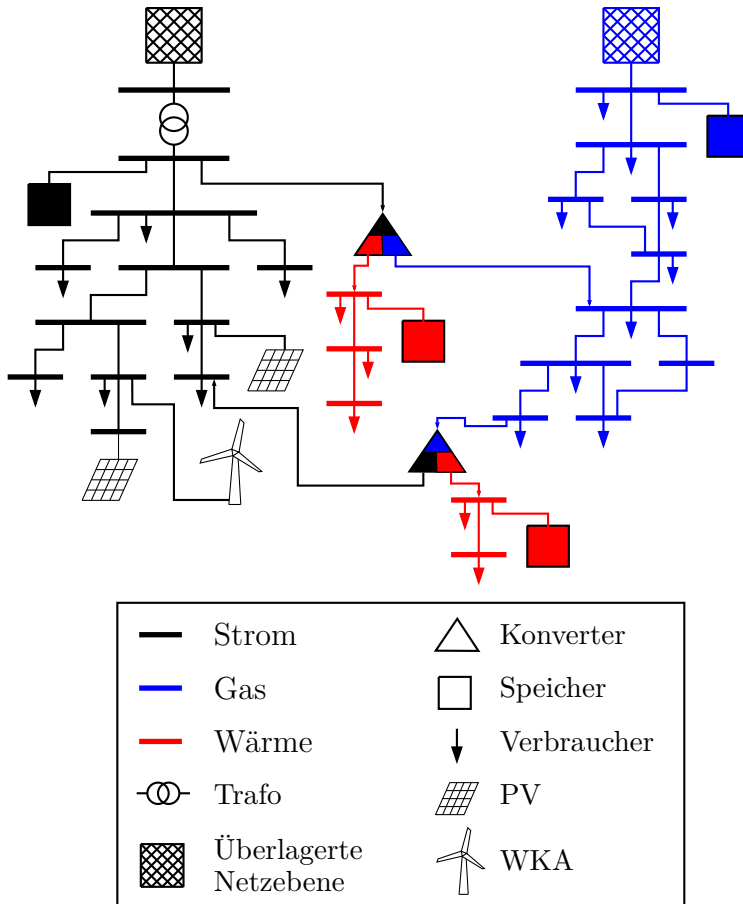 Strom
Gas
Wärme
Trafo
Überlagerte
Netzebene
Konverter
Speicher
Verbraucher
PV
WKA